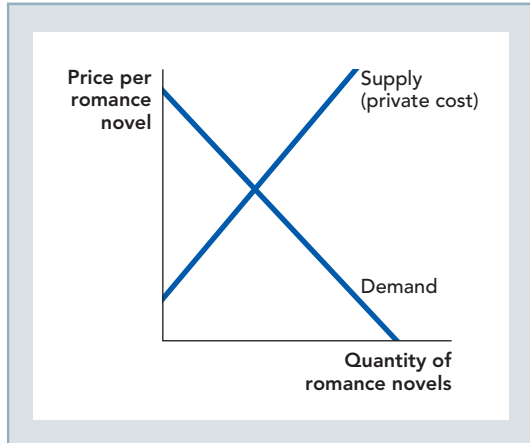 Price per
romance
novel
Supply
(private cost)
Demand
Quantity of
romance novels